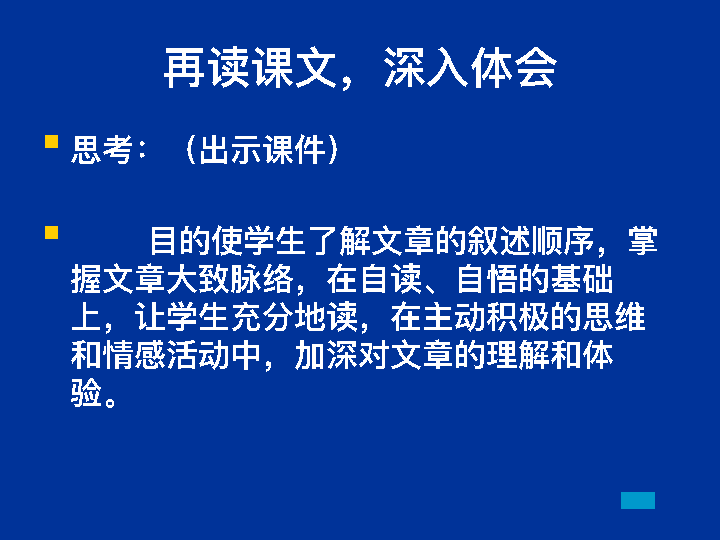 再读课文，深入体会
思考：（出示课件）
目的使学生了解文章的叙述顺序，掌
握文章大致脉络，在自读、自悟的基础
上，让学生充分地读，在主动积极的思维
和情感活动中，加深对文章的理解和体
验。